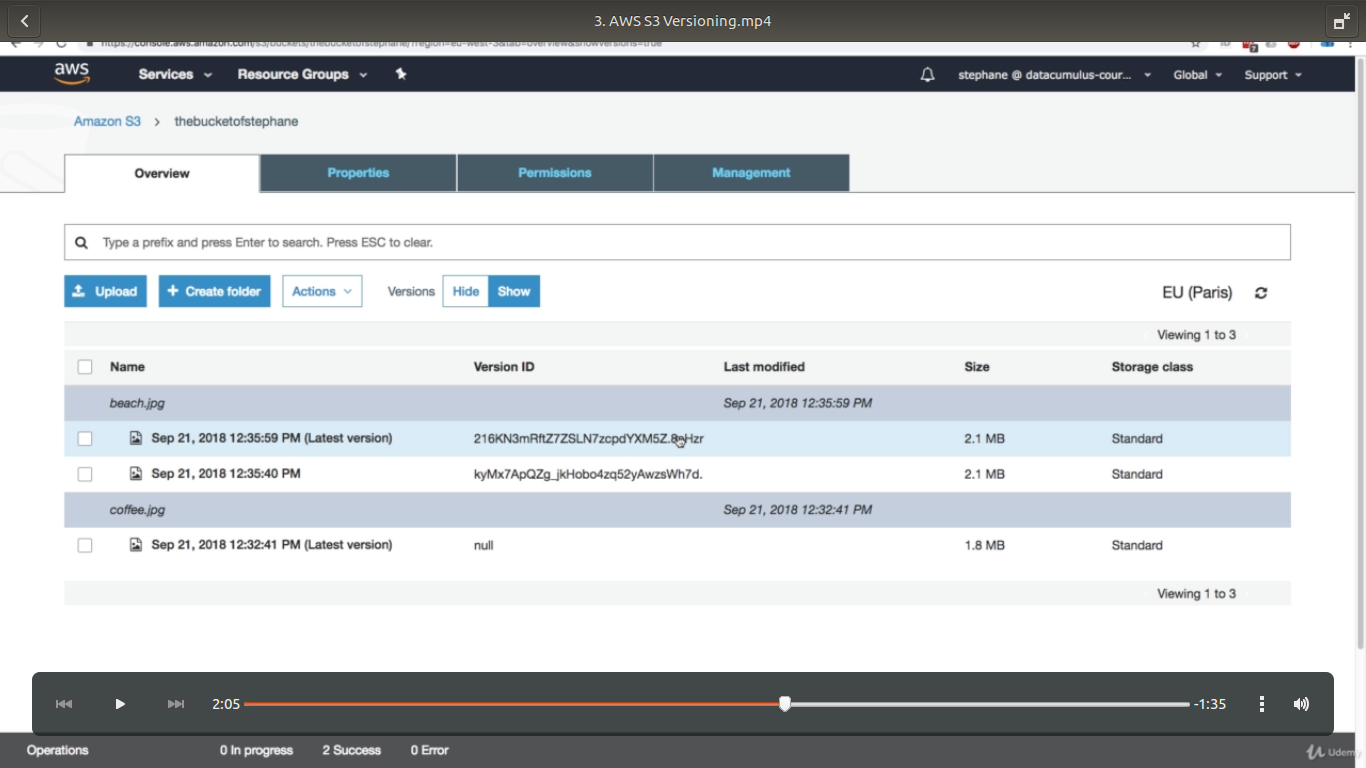 3. AWS S3 Versioning.mp4
https://console.aws.amazon.com/s3/buckets/thebucketofstephane/?region=eu-west-3&tab=overview&showversions=true
aws Services Resource Groups stephane @ datacumulus-cour... Global Support
Amazon S3 > thebucketofstephane
Overview Properties Permissions Management
Type a prefix and press Enter to search. Press ESC to clear.
Upload + Create folder Actions Versions Hide Show EU (Paris)
Viewing 1 to 3
Name Version ID Last modified Size Storage class
beach.jpg Sep 21, 2018 12:35:59 PM
Sep 21, 2018 12:35:59 PM (Latest version) 2.1 MB Standard
Sep 21, 2018 12:35:40 PM kyMx7ApQZg_jkHobo4zq52yAwzsWh7d. 2.1 MB Standard
coffee.jpg Sep 21, 2018 12:32:41 PM
Sep 21, 2018 12:32:41 PM (Latest version) null 1.8 MB Standard
Viewing 1 to 3
2:05 -1:35
Operations 0 In progress 2 Success 0 Error
Udemy